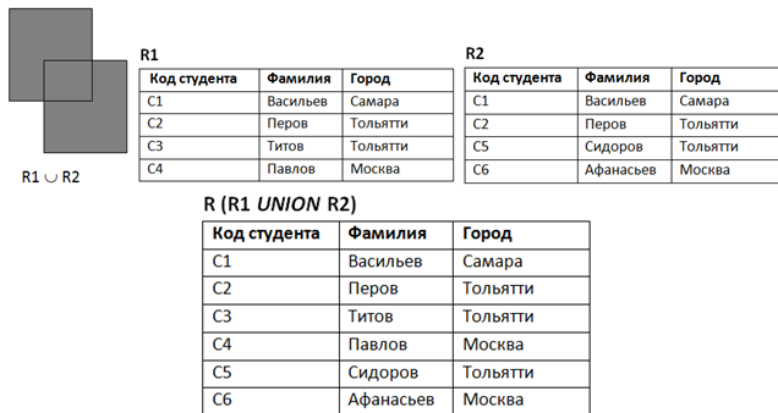 R1 ∪ R2
R1
Код студента Фамилия Город
С1 Васильев Самара
С2 Перов Тольятти
С3 Титов Тольятти
С4 Павлов Москва
R2
Код студента Фамилия Город
С1 Васильев Самара
С2 Перов Тольятти
С5 Сидоров Тольятти
С6 Афанасьев Москва
R (R1 UNION R2)
Код студента Фамилия Город
С1 Васильев Самара
С2 Перов Тольятти
С3 Титов Тольятти
С4 Павлов Москва
С5 Сидоров Тольятти
С6 Афанасьев Москва